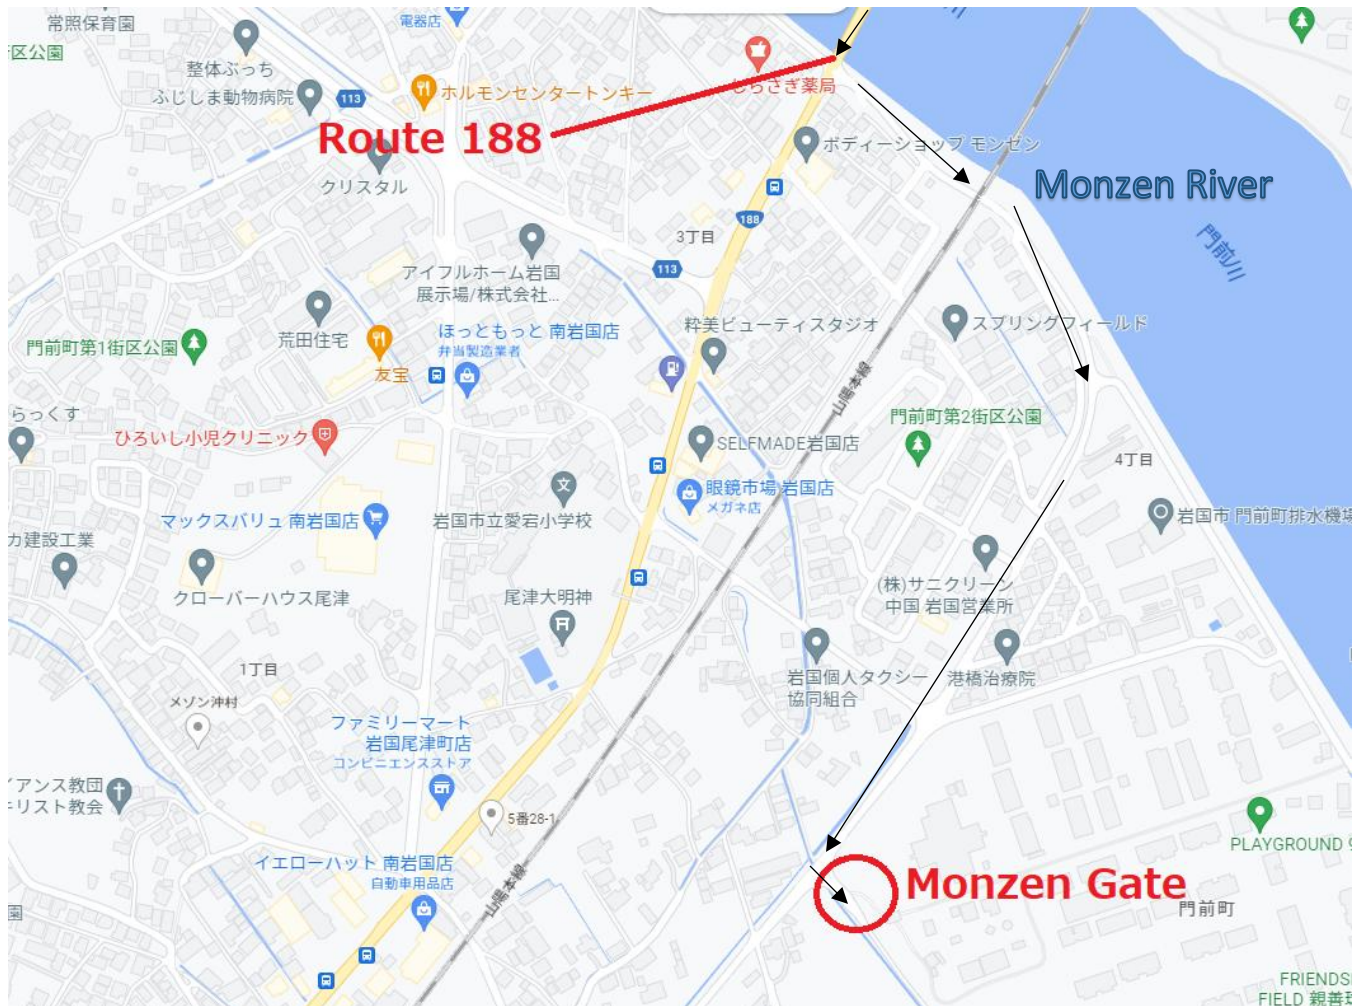 常照保育園
電器店
区公園
整体ぶっち
ふじしま動物病院
113
ホルモンセンタートンキー
しらさぎ薬局
Route 188
ボディーショップ モンゼン
クリスタル
Monzen River
188
3丁目
門前川
アイフルホーム岩国
展示場/株式会社...
113
荒田住宅
ほっともっと 南岩国店
弁当製造業者
粋美ビューティスタジオ
スプリングフィールド
門前町第1街区公園
友宝
山陽本線
らっくす
ひろいし小児クリニック
門前町第2街区公園
SELFMADE岩国店
4丁目
眼鏡市場 岩国店
メガネ店
マックスバリュ 南岩国店
岩国市立愛宕小学校
岩国市 門前町排水機場
カ建設工業
クローバーハウス尾津
尾津大明神
(株)サニクリーン
中国 岩国営業所
1丁目
岩国個人タクシー
協同組合
港橋治療院
メゾン沖村
ファミリーマート
岩国尾津町店
コンビニエンスストア
イアンス教団
キリスト教会
5番28-1
PLAYGROUND 9
イエローハット 南岩国店
自動車用品店
山陽本線
Monzen Gate
門前町
園
FRIENDS
FIELD 親善